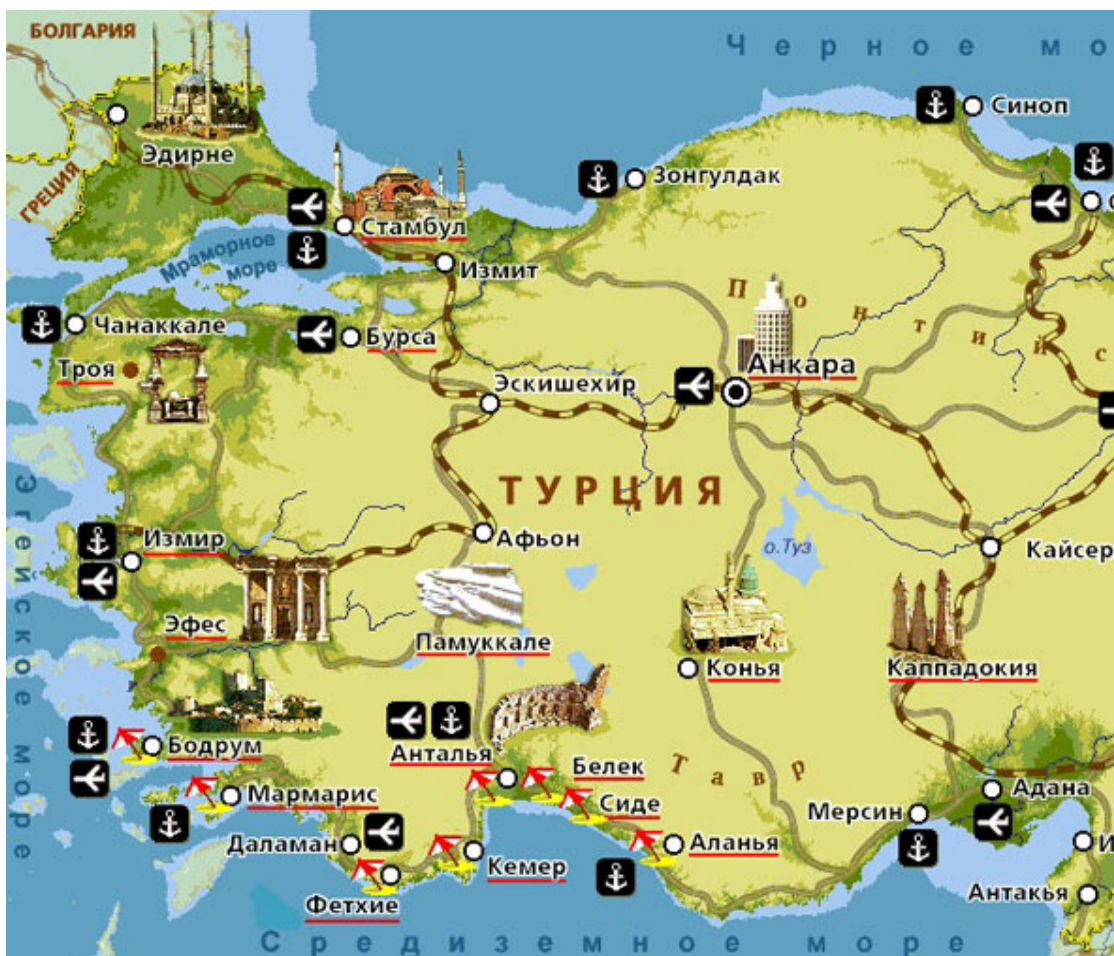 БОЛГАРИЯ
Черное мо
Синоп
Эдирне
ГРЕЦИЯ
Зонгулдак
Стамбул
Мраморное
море
Измит
Чанаккале
Бурса
Понтийс
Троя
Анкара
Эскишехир
ТУРЦИЯ
Эгейское море
Измир
Афьон
о.Туз
Кайсер
Эфес
Памуккале
Конья
Каппадокия
Бодрум
Анталья
Белек
Тавр
Мармарис
Сиде
Мерсин
Адана
Даламан
Аланья
Кемер
Фетхие
Антакья
Средиземное море